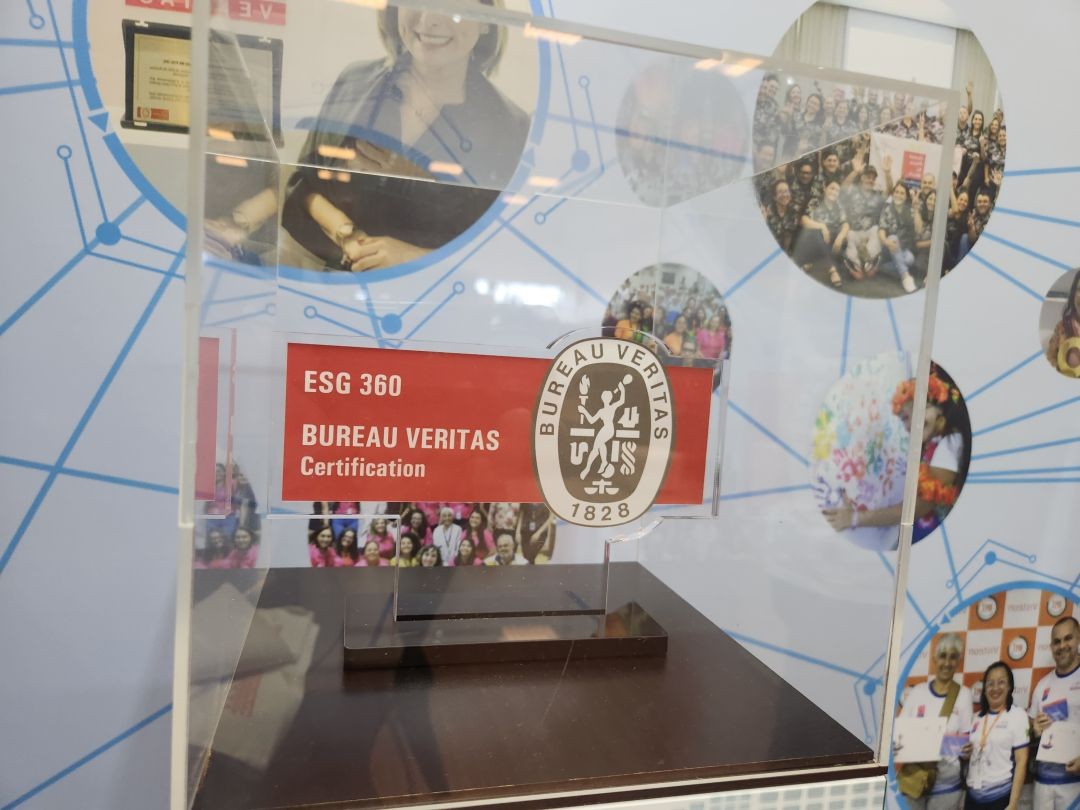 ESG 360
BUREAU VERITAS
Certification
BUREAU VERITAS
1828